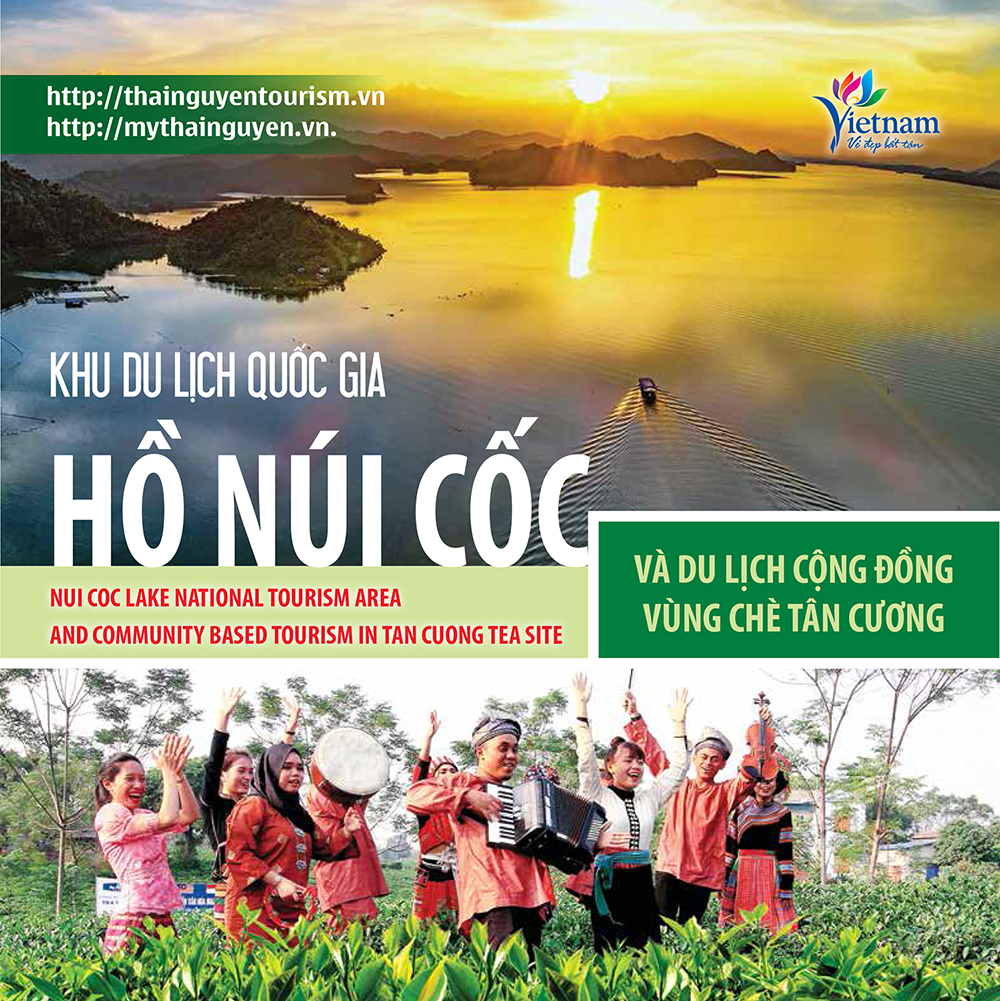 http://thainguyentourism.vn
http://mythainguyen.vn.
Vietnam
Vẻ đẹp bất tận
KHU DU LỊCH QUỐC GIA
HỒ NÚI CỐC
VÀ DU LỊCH CỘNG ĐỒNG
VÙNG CHÈ TÂN CƯƠNG
NUI COC LAKE NATIONAL TOURISM AREA
AND COMMUNITY BASED TOURISM IN TAN CUONG TEA SITE